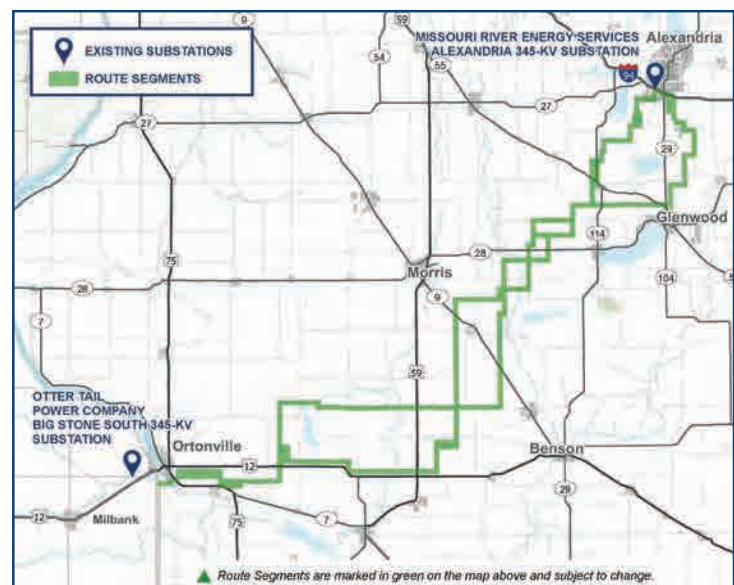 EXISTING SUBSTATIONS
ROUTE SEGMENTS
MISSOURI RIVER ENERGY SERVICES
ALEXANDRIA 345-KV SUBSTATION
Alexandria
9
59
54
55
94
27
27
27
29
114
Glenwood
75
28
Morris
28
104
7
9
59
OTTER TAIL
POWER COMPANY
BIG STONE SOUTH 345-KV
SUBSTATION
Ortonville
12
Benson
12
Milbank
75
7
29
Route Segments are marked in green on the map above and subject to change.